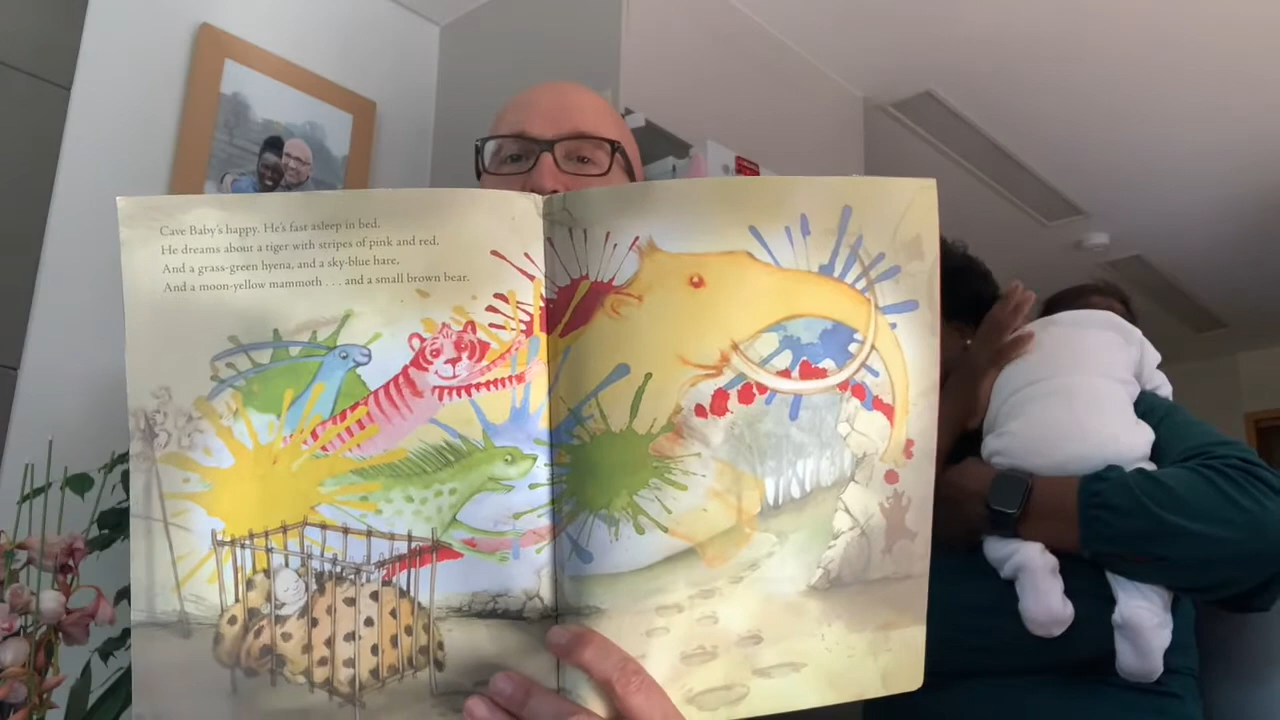 Cave Baby's happy. He's fast asleep in bed.
He dreams about a tiger with stripes of pink and red,
And a grass-green hyena, and a sky-blue hare,
And a moon-yellow mammoth . . . and a small brown bear.